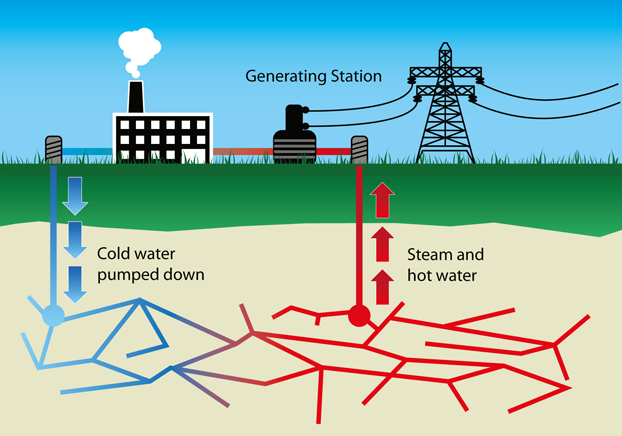 Generating Station
Cold water
pumped down
Steam and
hot water